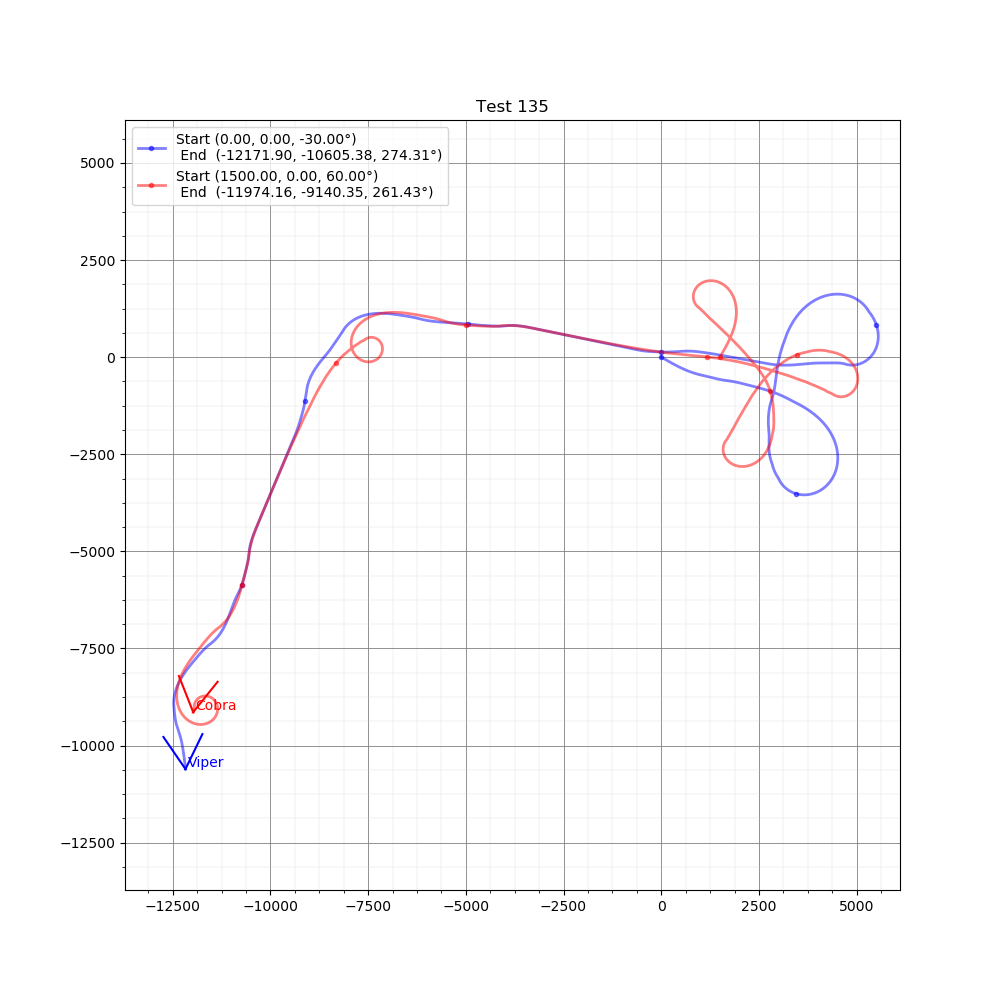 Test 135
Start (0.00, 0.00, -30.00°)
End  (-12171.90, -10605.38, 274.31°)
Start (1500.00, 0.00, 60.00°)
End  (-11974.16, -9140.35, 261.43°)
5000
2500
0
−2500
−5000
−7500
−10000
−12500
Cobra
Viper
−12500
−10000
−7500
−5000
−2500
0
2500
5000